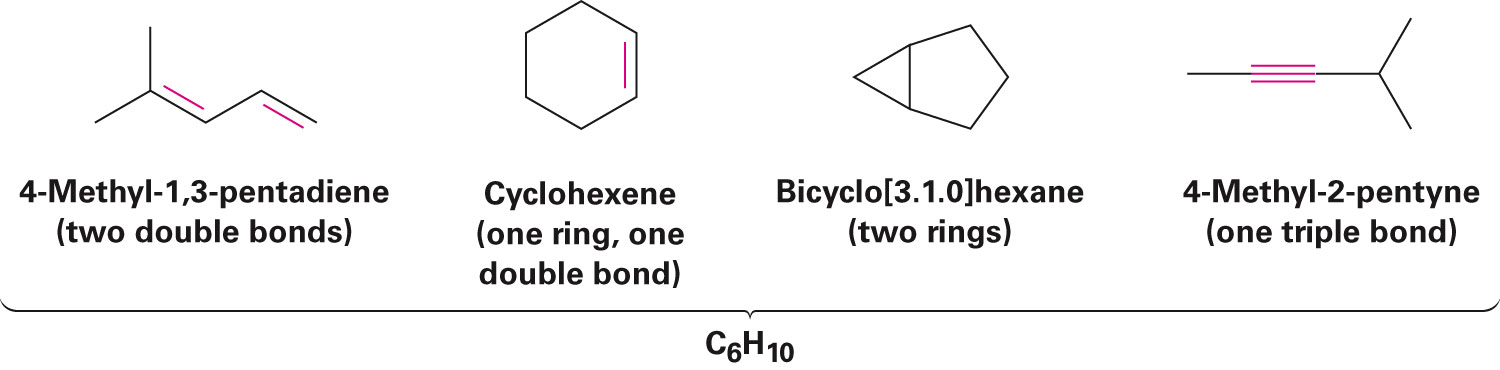 4-Methyl-1,3-pentadiene
(two double bonds)
Cyclohexene
(one ring, one
double bond)
Bicyclo[3.1.0]hexane
(two rings)
4-Methyl-2-pentyne
(one triple bond)
C₆H₁₀